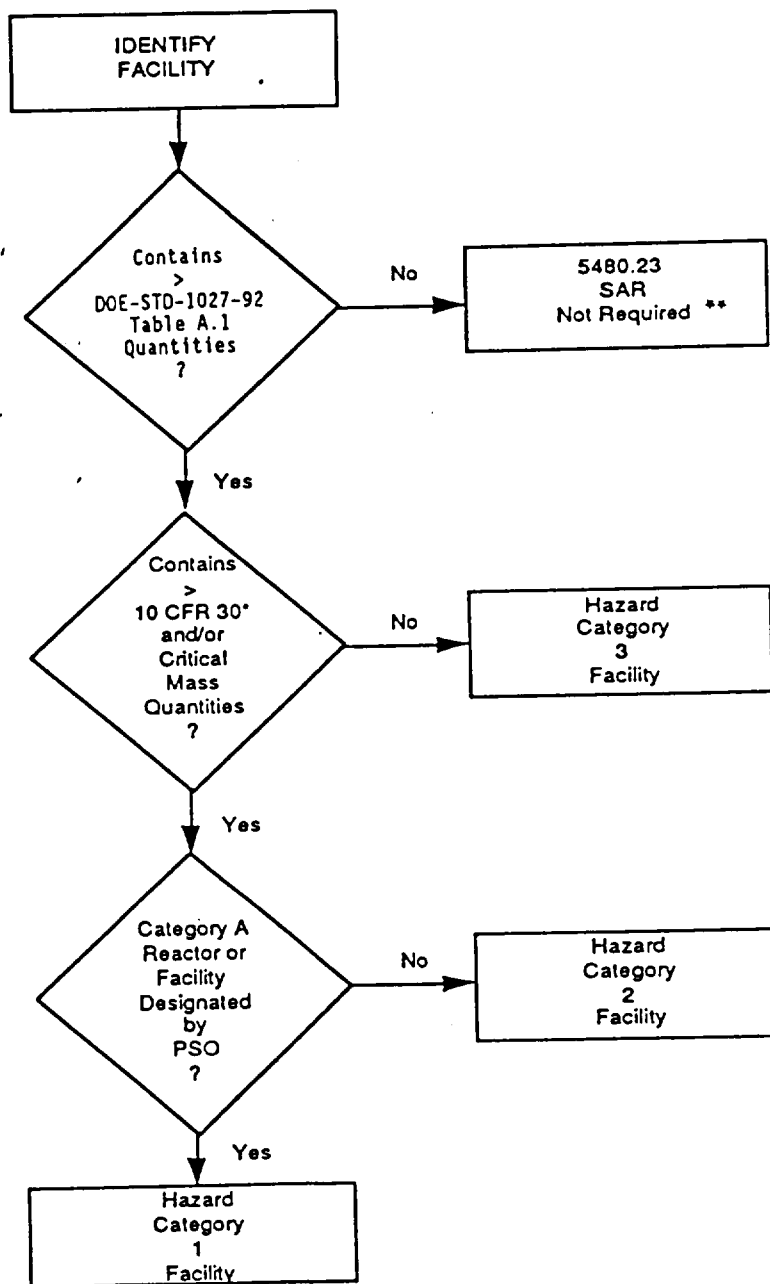 IDENTIFY
FACILITY
Contains
>
DOE-STD-1027-92
Table A.1
Quantities
?
No
5480.23
SAR
Not Required **
Yes
Contains
>
10 CFR 30*
and/or
Critical
Mass
Quantities
?
No
Hazard
Category
3
Facility
Yes
Category A
Reactor or
Facility
Designated
by
PSO
?
No
Hazard
Category
2
Facility
Yes
Hazard
Category
1
Facility